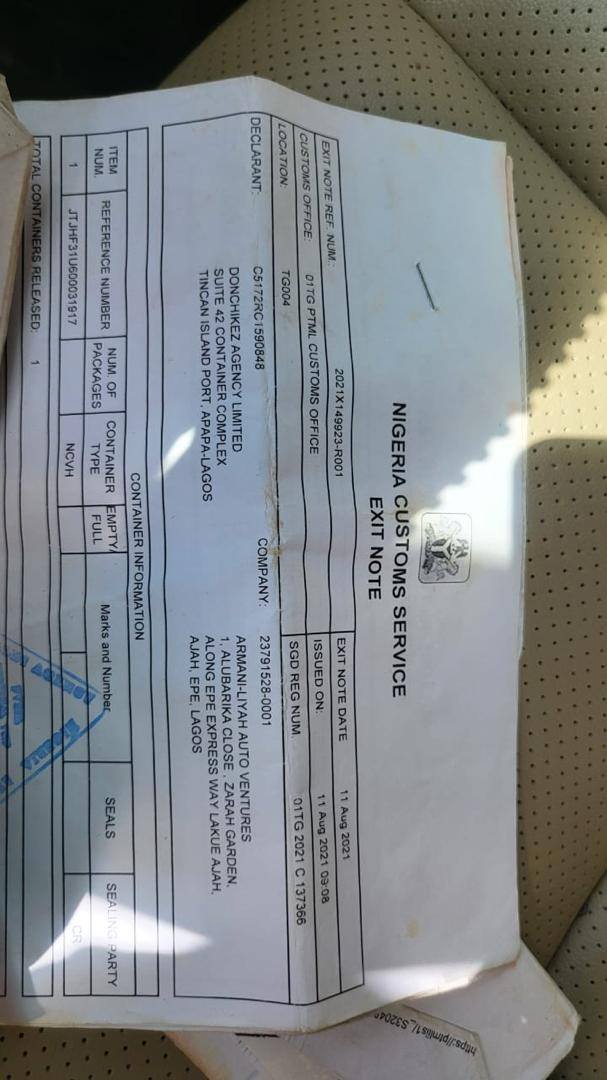 NIGERIA CUSTOMS SERVICE
EXIT NOTE
EXIT NOTE REF. NUM.: 2021X149923-R001 EXIT NOTE DATE 11 Aug 2021
CUSTOMS OFFICE: 01TG PTML CUSTOMS OFFICE ISSUED ON: 11 Aug 2021 09:08
LOCATION: TG004 SGD REG NUM. 01TG 2021 C 137366
DECLARANT: C5172RC1590848 COMPANY: 23791528-0001
DONCHIKEZ AGENCY LIMITED ARMANI-LIYAH AUTO VENTURES
SUITE 42 CONTAINER COMPLEX 1, ALUBARIKA CLOSE , ZARAH GARDEN,
TINCAN ISLAND PORT, APAPA-LAGOS ALONG EPE EXPRESS WAY LAKUE AJAH,
AJAH, EPE, LAGOS
CONTAINER INFORMATION
ITEM NUM. REFERENCE NUMBER NUM. OF PACKAGES CONTAINER TYPE EMPTY/ FULL Marks and Number SEALS SEALING PARTY
1 JTJHF31U600031917 NCVH CR
TOTAL CONTAINERS RELEASED: 1